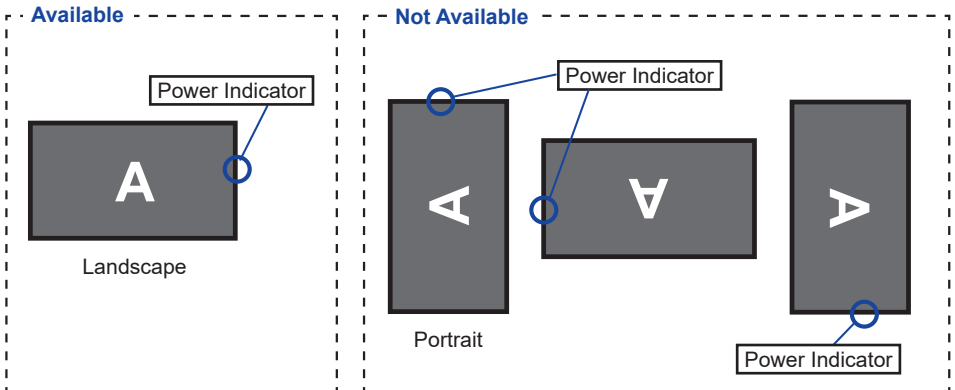 Available
Power Indicator
A
Landscape
Not Available
Power Indicator
A
A
A
Portrait
Power Indicator